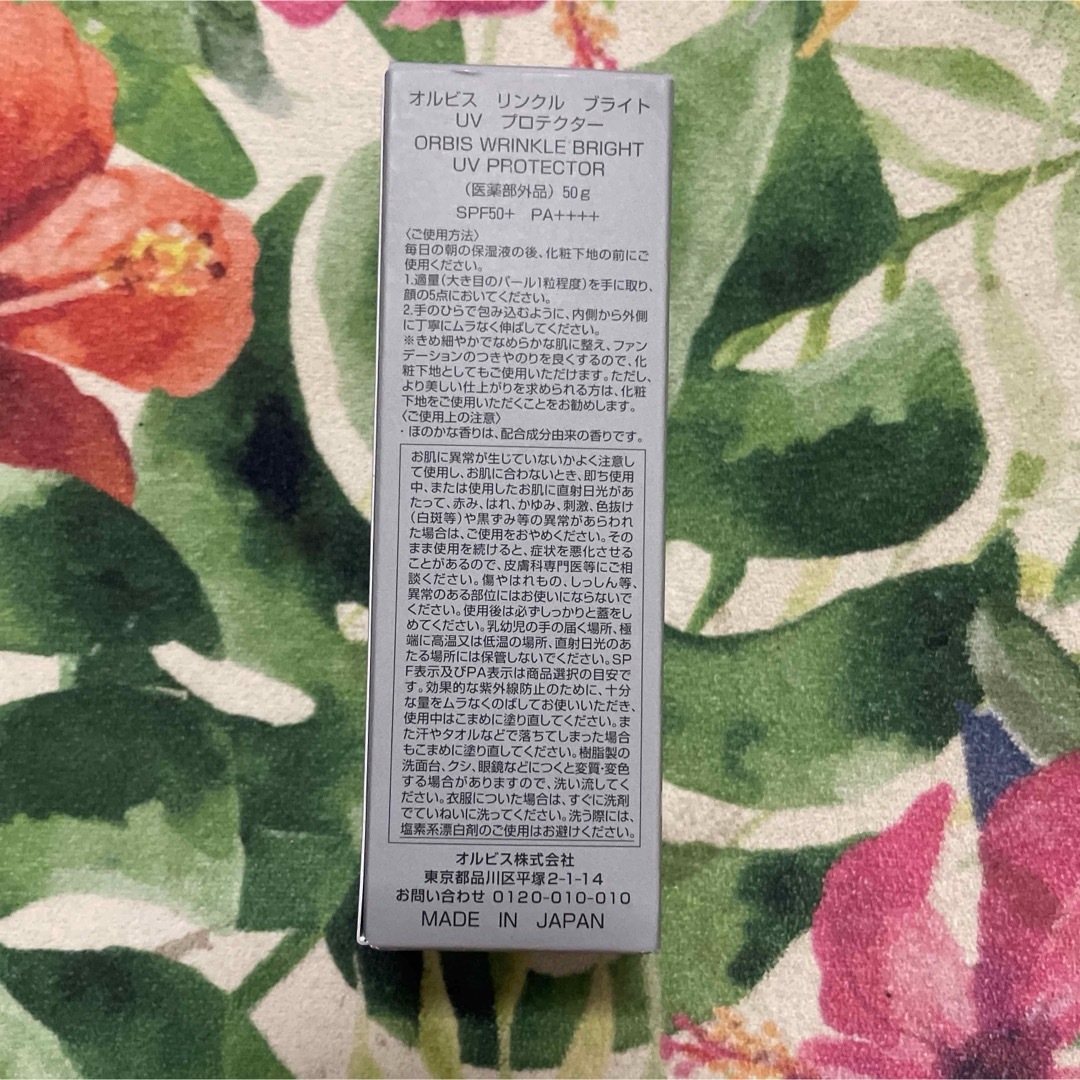 オルビス リンクル ブライト
UV プロテクター
ORBIS WRINKLE BRIGHT
UV PROTECTOR
（医薬部外品）50g
SPF50+ PA++++
〈ご使用方法〉
毎日の朝の保湿液の後、化粧下地の前にご
使用ください。
1.適量（大き目のパール1粒程度）を手に取り、
顔の5点においてください。
2.手のひらで包み込むように、内側から外側
に丁寧にムラなく伸ばしてください。
※きめ細やかでなめらかな肌に整え、ファン
デーションのつきやのりを良くするので、化
粧下地としてもご使用いただけます。ただし、
より美しい仕上がりを求められる方は、化粧
下地をご使用いただくことをお勧めします。
〈ご使用上の注意〉
・ほのかな香りは、配合成分由来の香りです。
お肌に異常が生じていないかよく注意し
て使用し、お肌に合わないとき、即ち使用
中、または使用したお肌に直射日光があ
たって、赤み、はれ、かゆみ、刺激、色抜け
（白斑等）や黒ずみ等の異常があらわれ
た場合は、ご使用をおやめください。その
まま使用を続けると、症状を悪化させる
ことがあるので、皮膚科専門医等にご相
談ください。傷やはれもの、しっしん等、
異常のある部位にはお使いにならないで
ください。使用後は必ずしっかりと蓋をし
めてください。乳幼児の手の届く場所、極
端に高温又は低温の場所、直射日光のあ
たる場所には保管しないでください。SP
F表示及びPA表示は商品選択の目安で
す。効果的な紫外線防止のために、十分
な量をムラなくのばしてお使いいただき、
使用中はこまめに塗り直してください。ま
た汗やタオルなどで落ちてしまった場合
もこまめに塗り直してください。樹脂製の
洗面台、クシ、眼鏡などにつくと変質・変色
する場合がありますので、洗い流してく
ださい。衣服についた場合は、すぐに洗剤
でていねいに洗ってください。洗う際には、
塩素系漂白剤のご使用はお避けください。
オルビス株式会社
東京都品川区平塚2-1-14
お問い合わせ 0120-010-010
MADE IN JAPAN